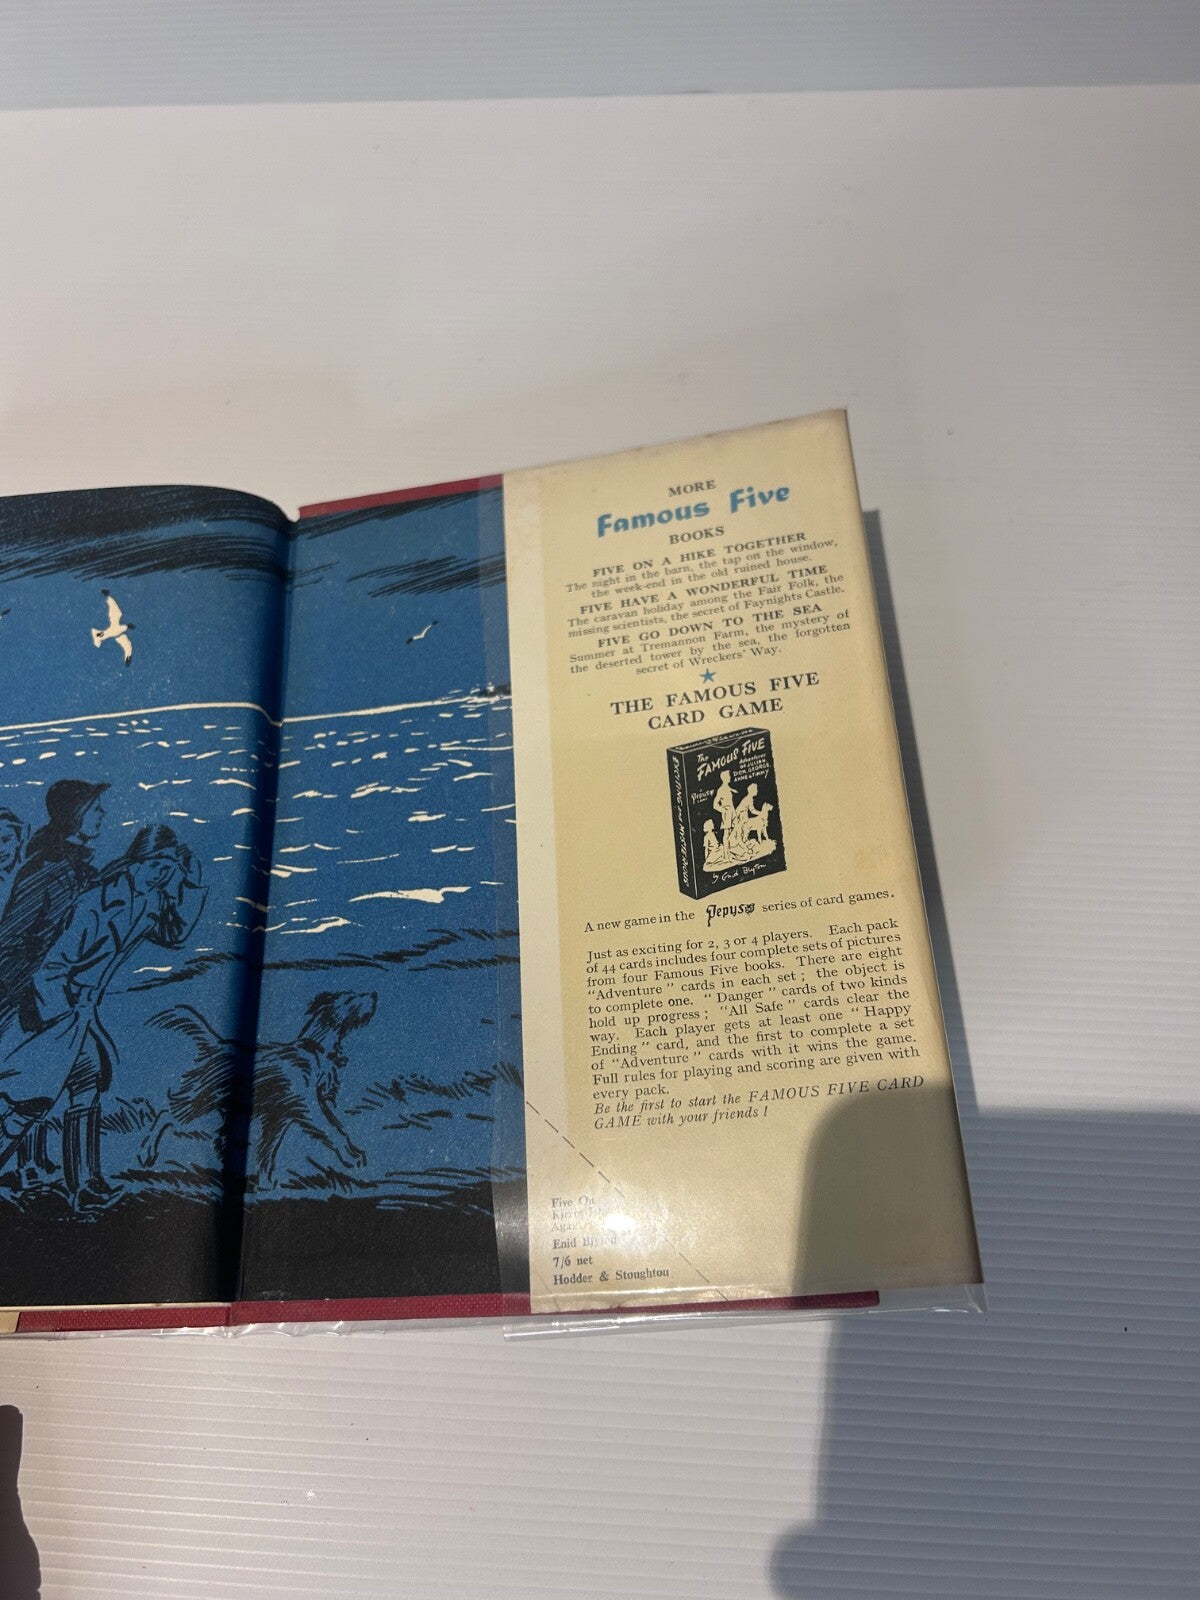 MORE
Famous Five
BOOKS
FIVE ON A HIKE TOGETHER
The night in the barn, the tap on the window,
the week-end in the old ruined house.
FIVE HAVE A WONDERFUL TIME
The caravan holiday among the Fair Folk, the
missing scientists, the secret of Faynights Castle.
FIVE GO DOWN TO THE SEA
Summer at Tremannon Farm, the mystery of
the deserted tower by the sea, the forgotten
secret of Wreckers' Way.
THE FAMOUS FIVE
CARD GAME
The
FAMOUS FIVE
Adventures
OF JULIAN
DICK, GEORGE,
ANNE & TIMMY
Pepys
by Enid Blyton
A new game in the Pepys series of card games.
Just as exciting for 2, 3 or 4 players. Each pack
of 44 cards includes four complete sets of pictures
from four Famous Five books. There are eight
"Adventure" cards in each set; the object is
to complete one. "Danger" cards of two kinds
hold up progress; "All Safe" cards clear the
way. Each player gets at least one "Happy
Ending" card, and the first to complete a set
of "Adventure" cards with it wins the game.
Full rules for playing and scoring are given with
every pack.
Be the first to start the FAMOUS FIVE CARD
GAME with your friends!
Five On
Kirrin
Again
Enid Blyton
7/6 net
Hodder & Stoughton